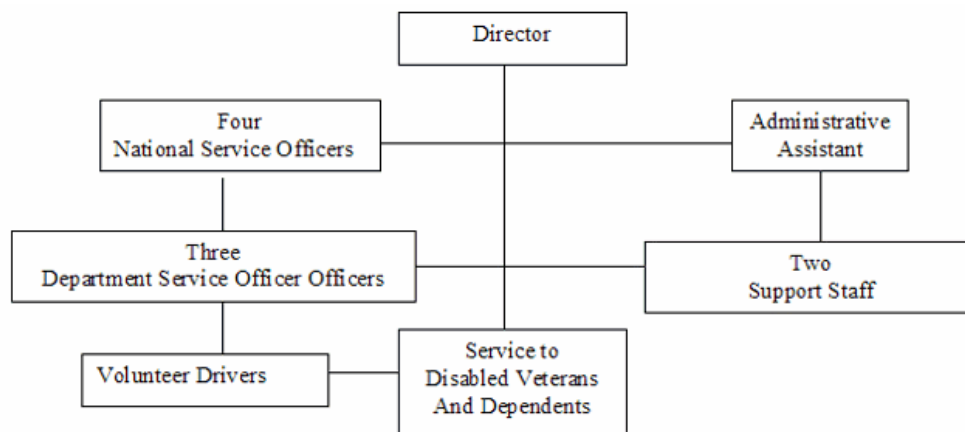 Director
Four
National Service Officers
Administrative
Assistant
Three
Department Service Officer Officers
Two
Support Staff
Volunteer Drivers
Service to
Disabled Veterans
And Dependents